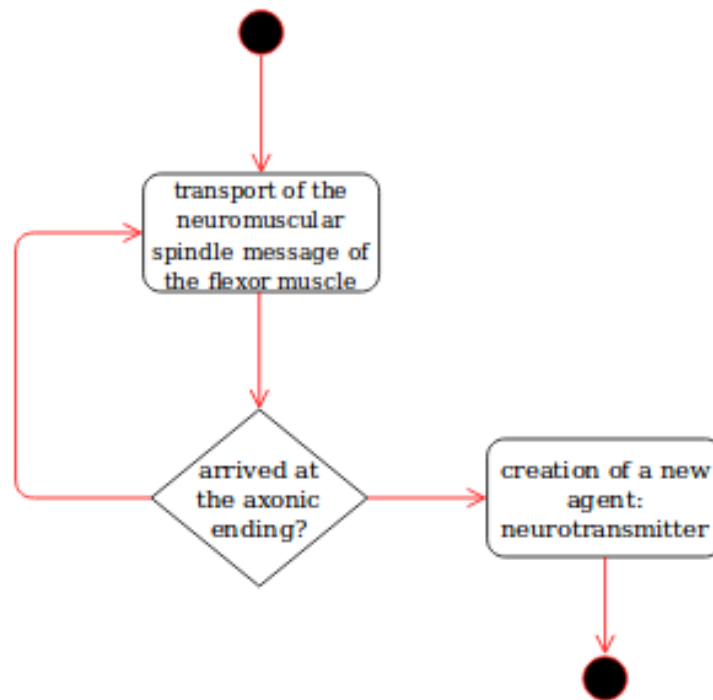 transport of the
neuromuscular
spindle message of
the flexor muscle
arrived at
the axonic
ending?
creation of a new
agent:
neurotransmitter